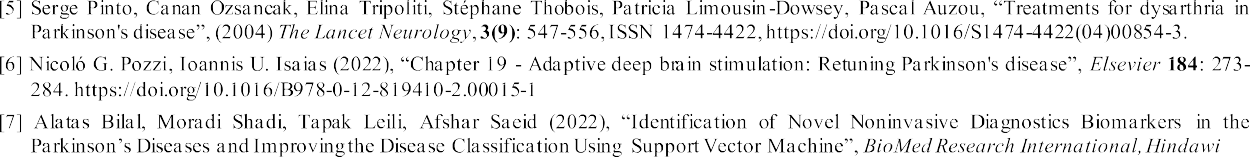 [5] Serge Pinto, Canan Ozsancak, Elina Tripoliti, Stéphane Thobois, Patricia Limousin-Dowsey, Pascal Auzou, “Treatments for dysarthria in
Parkinson's disease”, (2004) The Lancet Neurology, 3(9): 547-556, ISSN 1474-4422, https://doi.org/10.1016/S1474-4422(04)00854-3.
[6] Nicoló G. Pozzi, Ioannis U. Isaias (2022), “Chapter 19 - Adaptive deep brain stimulation: Retuning Parkinson's disease”, Elsevier 184: 273-
284. https://doi.org/10.1016/B978-0-12-819410-2.00015-1
[7] Alatas Bilal, Moradi Shadi, Tapak Leili, Afshar Saeid (2022), “Identification of Novel Noninvasive Diagnostics Biomarkers in the
Parkinson’s Diseases and Improving the Disease Classification Using Support Vector Machine”, BioMed Research International, Hindawi